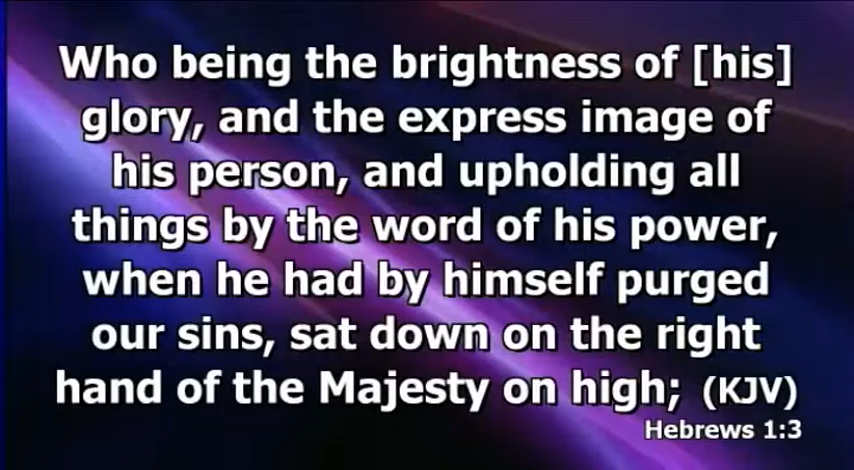 Who being the brightness of [his]
glory, and the express image of
his person, and upholding all
things by the word of his power,
when he had by himself purged
our sins, sat down on the right
hand of the Majesty on high; (KJV)
Hebrews 1:3